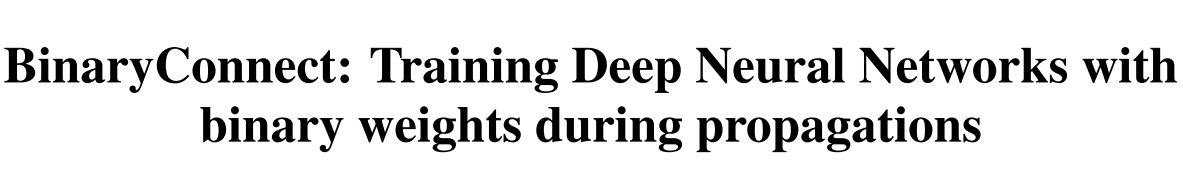 BinaryConnect: Training Deep Neural Networks with
binary weights during propagations